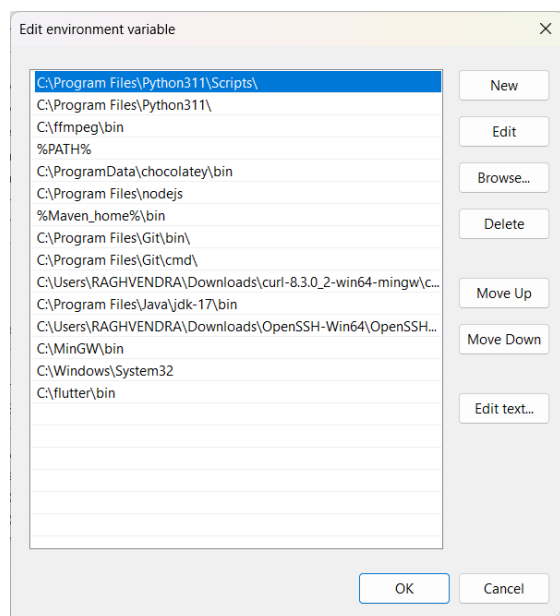 Edit environment variable
C:\Program Files\Python311\Scripts\
New
C:\Program Files\Python311\
C:\ffmpeg\bin
Edit
%PATH%
C:\ProgramData\chocolatey\bin
Browse...
C:\Program Files\nodejs
%Maven_home%\bin
Delete
C:\Program Files\Git\bin\
C:\Program Files\Git\cmd\
C:\Users\RAGHVENDRA\Downloads\curl-8.3.0_2-win64-mingw\c...
Move Up
C:\Program Files\Java\jdk-17\bin
C:\Users\RAGHVENDRA\Downloads\OpenSSH-Win64\OpenSSH...
Move Down
C:\MinGW\bin
C:\Windows\System32
C:\flutter\bin
Edit text...
OK
Cancel